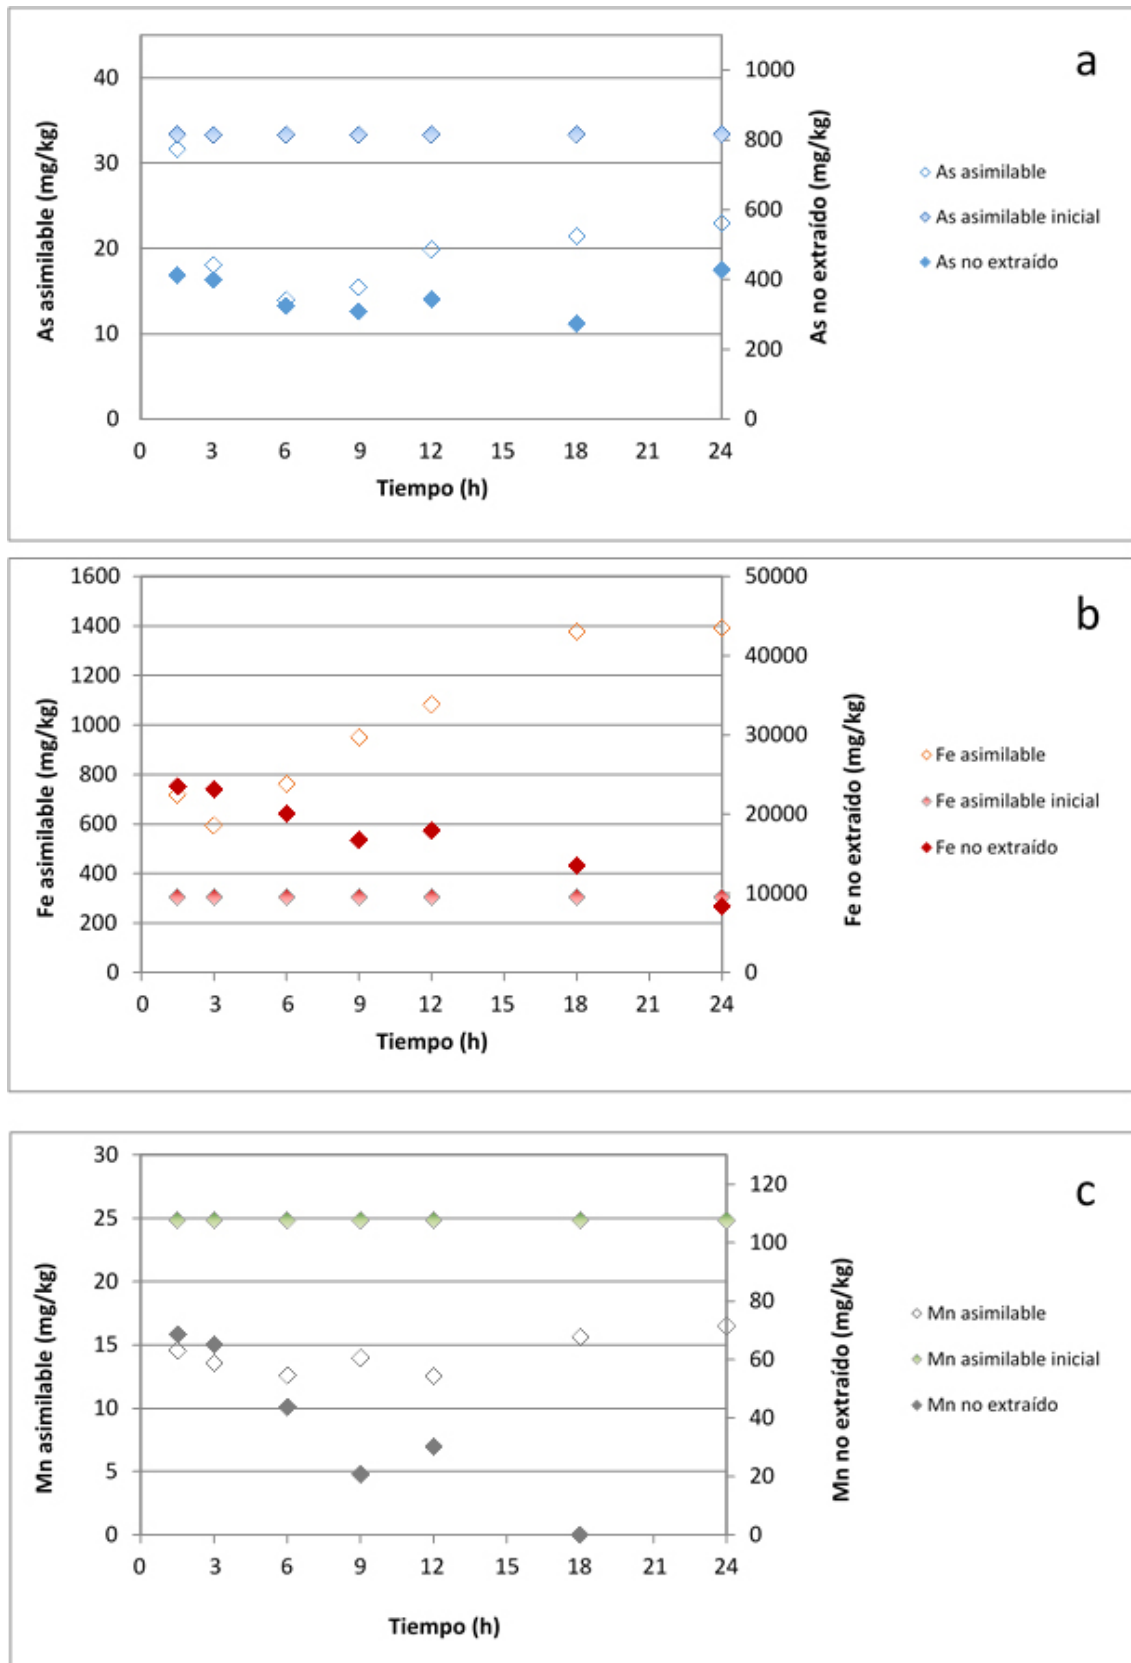 a
As asimilable (mg/kg)
40
30
20
10
0
1000
800
600
400
200
0
As no extraído (mg/kg)
0 3 6 9 12 15 18 21 24
Tiempo (h)
As asimilable
As asimilable inicial
As no extraído
b
Fe asimilable (mg/kg)
1600
1400
1200
1000
800
600
400
200
0
50000
40000
30000
20000
10000
0
Fe no extraído (mg/kg)
0 3 6 9 12 15 18 21 24
Tiempo (h)
Fe asimilable
Fe asimilable inicial
Fe no extraído
c
Mn asimilable (mg/kg)
30
25
20
15
10
5
0
120
100
80
60
40
20
0
Mn no extraído (mg/kg)
0 3 6 9 12 15 18 21 24
Tiempo (h)
Mn asimilable
Mn asimilable inicial
Mn no extraído